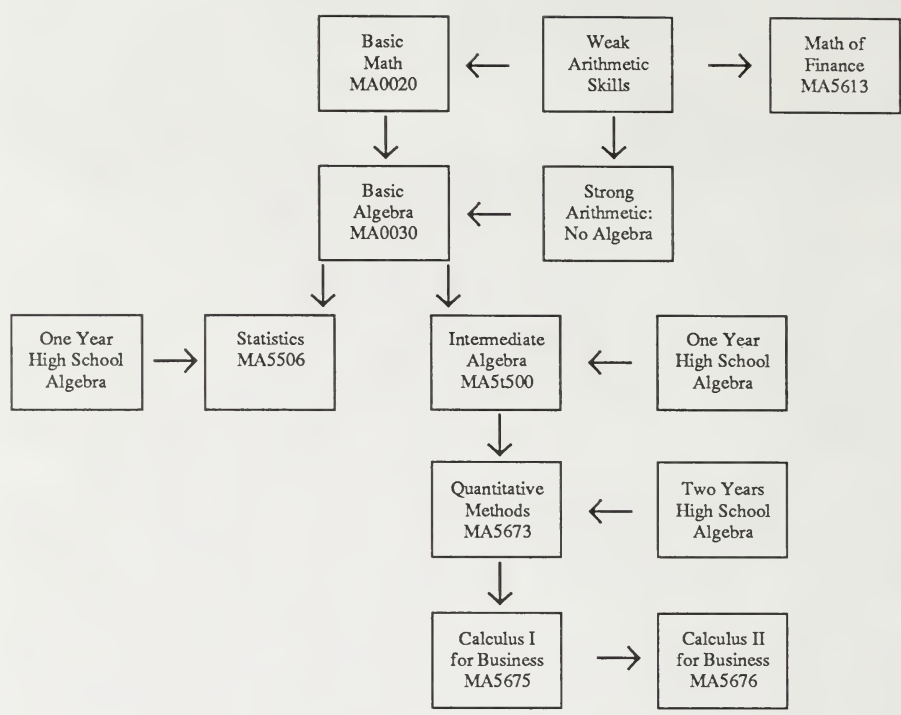 Basic
Math
MA0020
Weak
Arithmetic
Skills
Math of
Finance
MA5613
Basic
Algebra
MA0030
Strong
Arithmetic:
No Algebra
One Year
High School
Algebra
Statistics
MA5506
Intermediate
Algebra
MA5t500
One Year
High School
Algebra
Quantitative
Methods
MA5673
Two Years
High School
Algebra
Calculus I
for Business
MA5675
Calculus II
for Business
MA5676